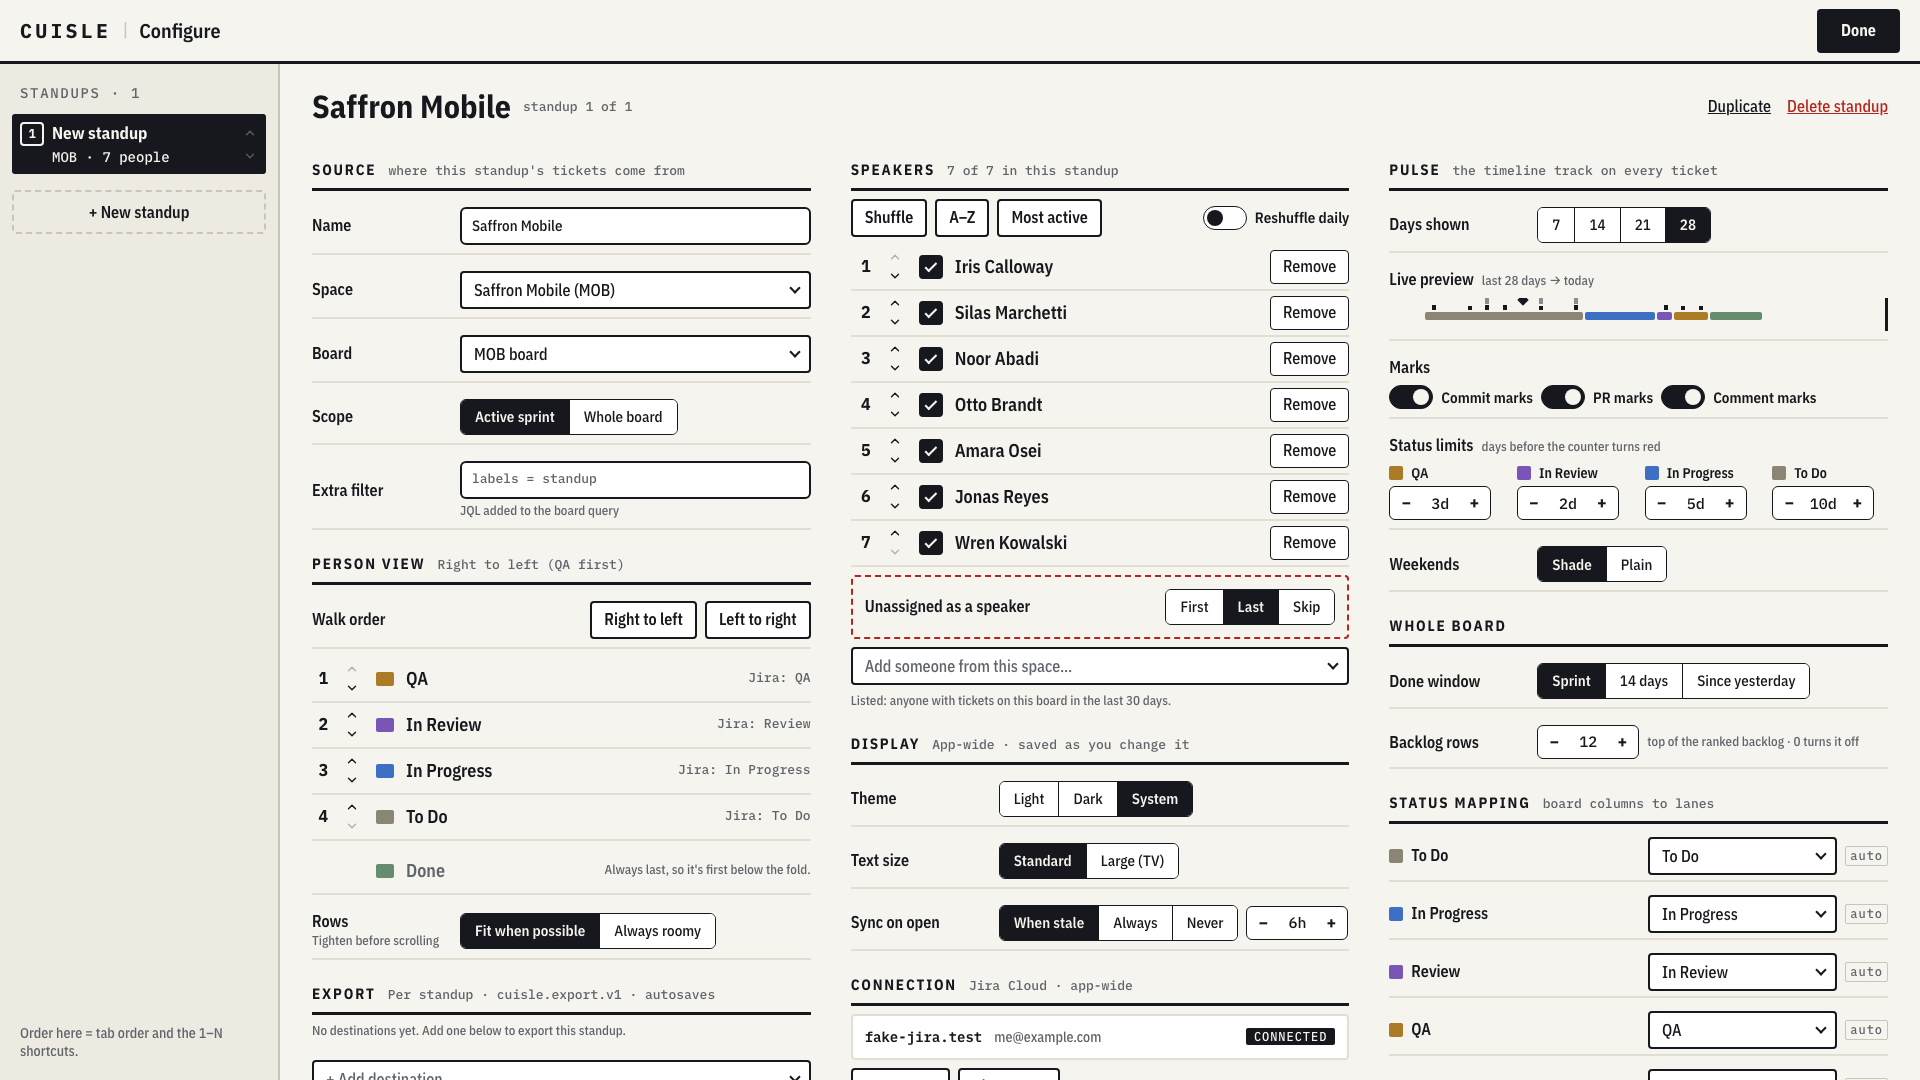 CUISLE
Configure
Done
STANDUPS · 1
1 New standup
MOB · 7 people
+ New standup
Order here = tab order and the 1–N
shortcuts.
Saffron Mobile standup 1 of 1
Duplicate Delete standup
SOURCE where this standup's tickets come from
Name Saffron Mobile
Space Saffron Mobile (MOB)
Board MOB board
Scope Active sprint Whole board
Extra filter labels = standup
JQL added to the board query
PERSON VIEW Right to left (QA first)
Walk order Right to left Left to right
1 QA Jira: QA
2 In Review Jira: Review
3 In Progress Jira: In Progress
4 To Do Jira: To Do
Done Always last, so it's first below the fold.
Rows
Tighten before scrolling
Fit when possible Always roomy
EXPORT Per standup · cuisle.export.v1 · autosaves
No destinations yet. Add one below to export this standup.
+ Add destination
SPEAKERS 7 of 7 in this standup
Shuffle A–Z Most active Reshuffle daily
1 Iris Calloway Remove
2 Silas Marchetti Remove
3 Noor Abadi Remove
4 Otto Brandt Remove
5 Amara Osei Remove
6 Jonas Reyes Remove
7 Wren Kowalski Remove
Unassigned as a speaker First Last Skip
Add someone from this space...
Listed: anyone with tickets on this board in the last 30 days.
DISPLAY App-wide · saved as you change it
Theme Light Dark System
Text size Standard Large (TV)
Sync on open When stale Always Never − 6h +
CONNECTION Jira Cloud · app-wide
fake-jira.test me@example.com CONNECTED
PULSE the timeline track on every ticket
Days shown 7 14 21 28
Live preview last 28 days → today
Marks
Commit marks PR marks Comment marks
Status limits days before the counter turns red
QA In Review In Progress To Do
− 3d + − 2d + − 5d + − 10d +
Weekends Shade Plain
WHOLE BOARD
Done window Sprint 14 days Since yesterday
Backlog rows − 12 + top of the ranked backlog · 0 turns it off
STATUS MAPPING board columns to lanes
To Do To Do auto
In Progress In Progress auto
Review In Review auto
QA QA auto